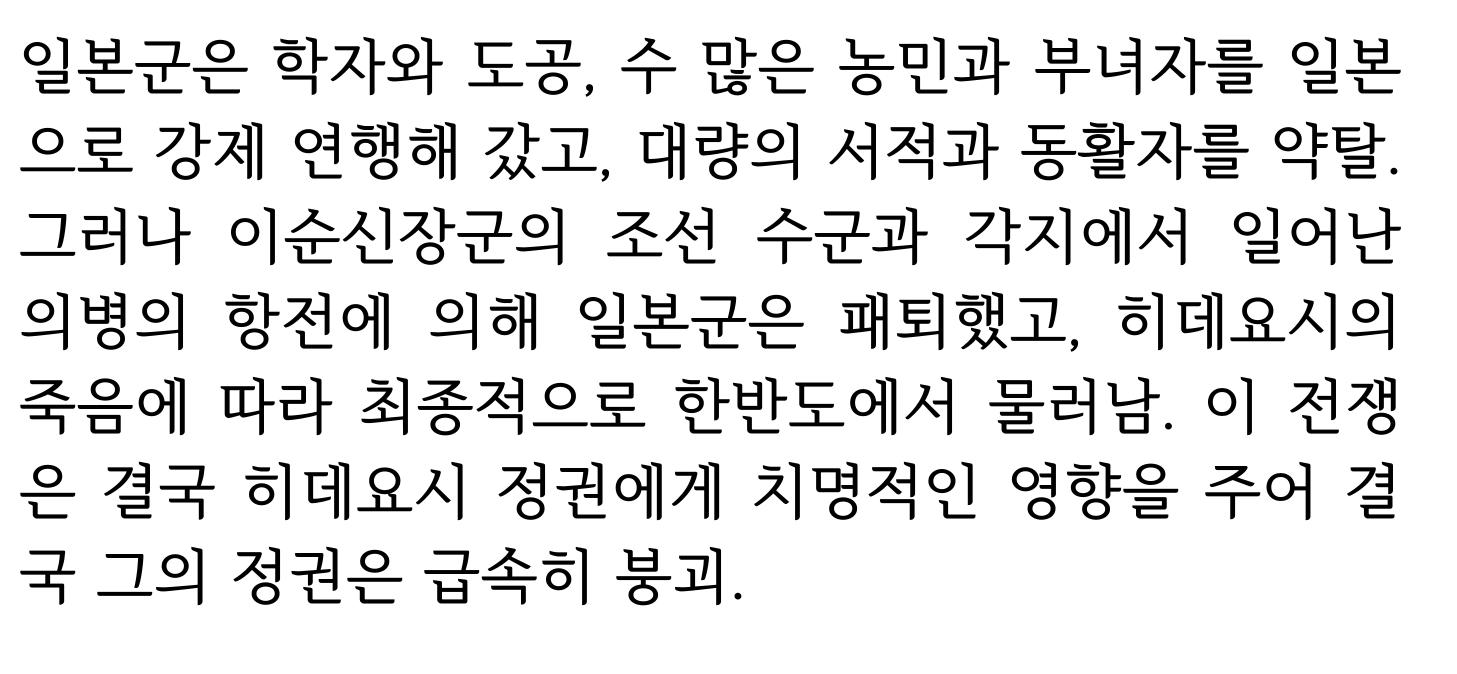 일본군은 학자와 도공, 수 많은 농민과 부녀자를 일본
으로 강제 연행해 갔고, 대량의 서적과 동활자를 약탈.
그러나 이순신장군의 조선 수군과 각지에서 일어난
의병의 항전에 의해 일본군은 패퇴했고, 히데요시의
죽음에 따라 최종적으로 한반도에서 물러남. 이 전쟁
은 결국 히데요시 정권에게 치명적인 영향을 주어 결
국 그의 정권은 급속히 붕괴.